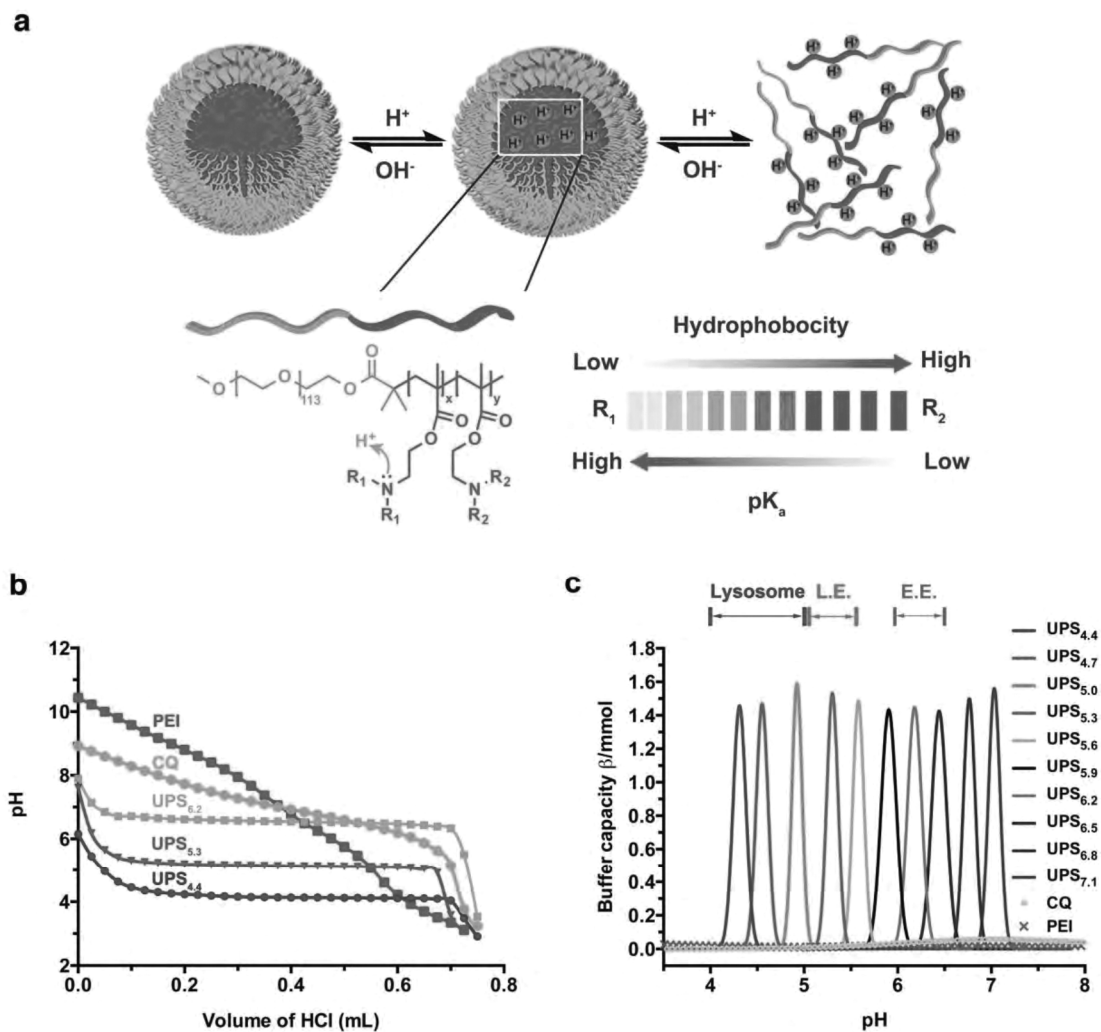 a
H⁺
OH⁻
H⁺ H⁺ H⁺
H⁺ H⁺ H⁺ H⁺
H⁺
OH⁻
H⁺ H⁺ H⁺ H⁺ H⁺ H⁺ H⁺ H⁺ H⁺ H⁺ H⁺ H⁺ H⁺ H⁺ H⁺ H⁺ H⁺ H⁺
O O 113 O O x y O O O O
H⁺
R₁ N R₁
N R₂ R₂
Hydrophobocity
Low High
R₁ R₂
High Low
pKₐ
b
12
10
8
6
4
2
pH
PEI
CQ
UPS₆.₂
UPS₅.₃
UPS₄.₄
0.0 0.2 0.4 0.6 0.8
Volume of HCl (mL)
c
Lysosome L.E. E.E.
1.8
1.6
1.4
1.2
1.0
0.8
0.6
0.4
0.2
0.0
Buffer capacity β/mmol
4 5 6 7 8
pH
UPS₄.₄
UPS₄.₇
UPS₅.₀
UPS₅.₃
UPS₅.₆
UPS₅.₉
UPS₆.₂
UPS₆.₅
UPS₆.₈
UPS₇.₁
CQ
PEI